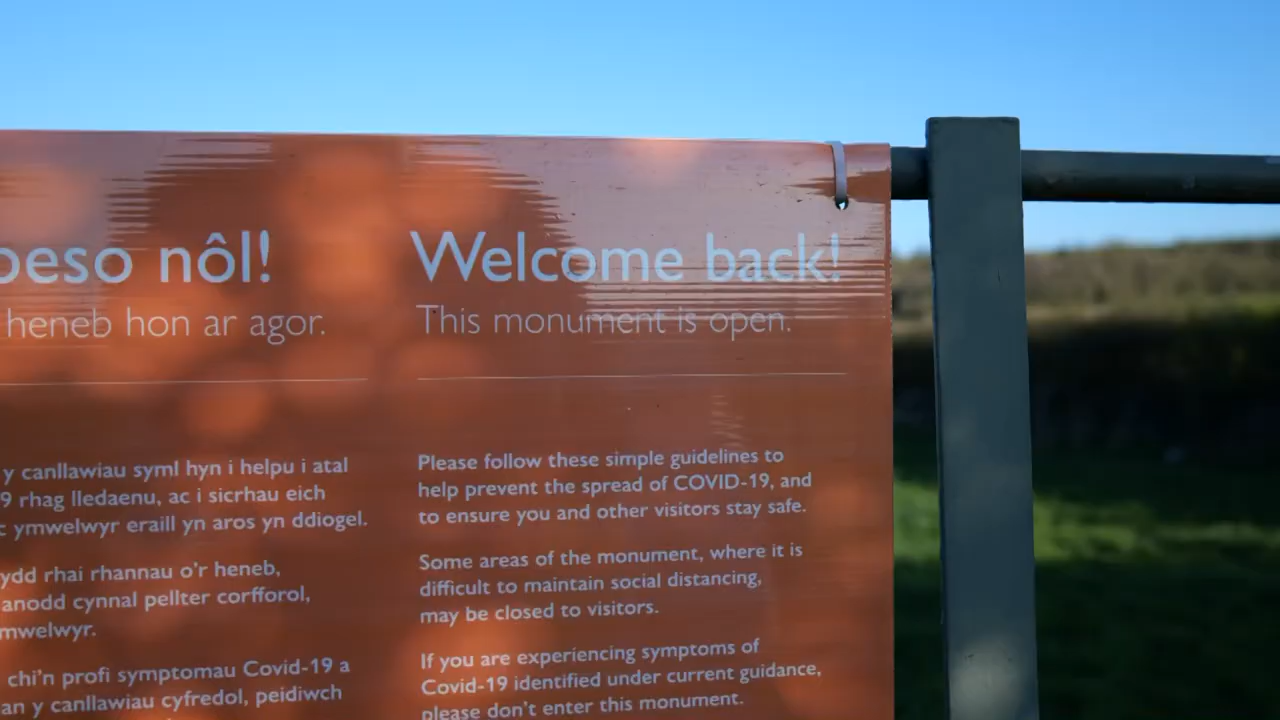 nôl!
heneb hon ar agor.
y canllawiau syml hyn i helpu i atal
9 rhag lledaenu, ac i sicrhau eich
ymwelwyr eraill yn aros yn ddiogel.
rhai rhannau o'r heneb,
anodd cynnal pellter corfforol,
chi'n profi symptomau Covid-19 a
y canllawiau cyfredol, peidiwch
Welcome back!
This monument is open.
Please follow these simple guidelines to
help prevent the spread of COVID-19, and
to ensure you and other visitors stay safe.
Some areas of the monument, where it is
difficult to maintain social distancing,
may be closed to visitors.
If you are experiencing symptoms of
Covid-19 identified under current guidance,
please don't enter this monument.